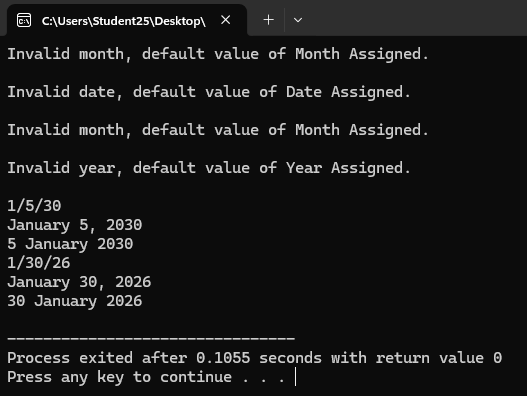 C:\Users\Student25\Desktop\
Invalid month, default value of Month Assigned.
Invalid date, default value of Date Assigned.
Invalid month, default value of Month Assigned.
Invalid year, default value of Year Assigned.
1/5/30
January 5, 2030
5 January 2030
1/30/26
January 30, 2026
30 January 2026
--------------------------------
Process exited after 0.1055 seconds with return value 0
Press any key to continue . . .